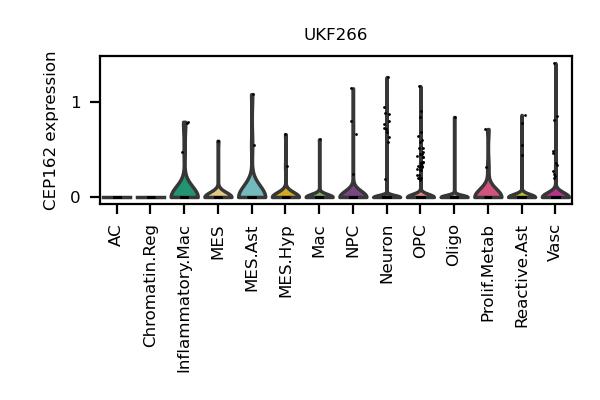 UKF266
CEP162 expression
1
0
AC
Chromatin.Reg
Inflammatory.Mac
MES
MES.Ast
MES.Hyp
Mac
NPC
Neuron
OPC
Oligo
Prolif.Metab
Reactive.Ast
Vasc